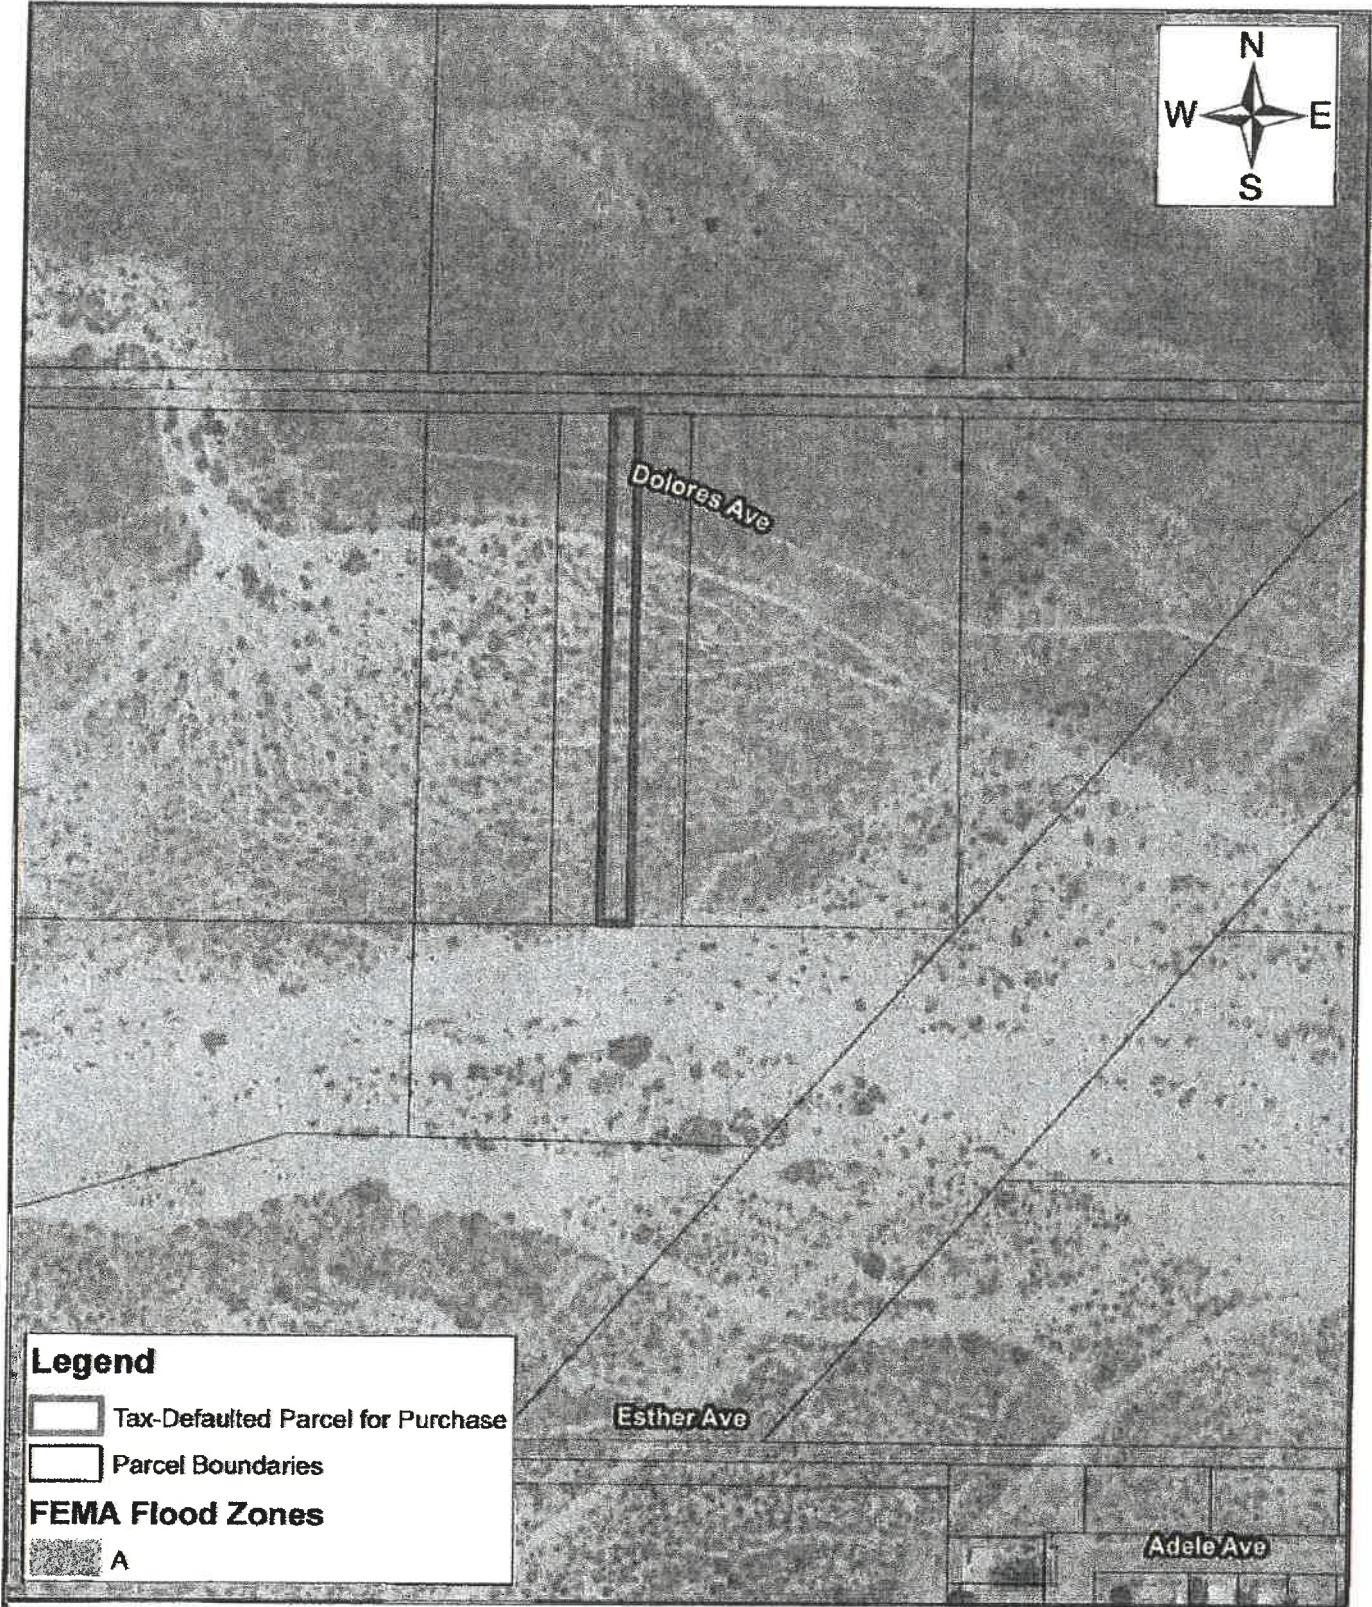 N
W E
S
Dolores Ave
Legend
Tax-Defaulted Parcel for Purchase
Parcel Boundaries
FEMA Flood Zones
A
Esther Ave
Adele Ave